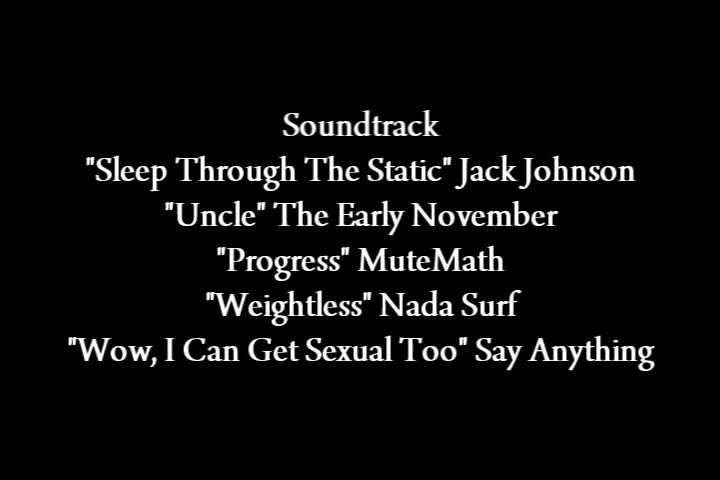 Soundtrack
"Sleep Through The Static" Jack Johnson
"Uncle" The Early November
"Progress" MuteMath
"Weightless" Nada Surf
"Wow, I Can Get Sexual Too" Say Anything